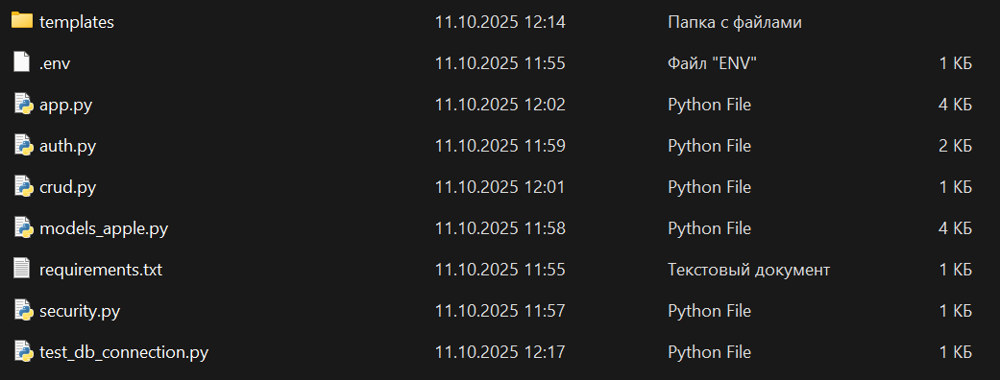 templates 11.10.2025 12:14 Папка с файлами
.env 11.10.2025 11:55 Файл "ENV" 1 КБ
app.py 11.10.2025 12:02 Python File 4 КБ
auth.py 11.10.2025 11:59 Python File 2 КБ
crud.py 11.10.2025 12:01 Python File 1 КБ
models_apple.py 11.10.2025 11:58 Python File 4 КБ
requirements.txt 11.10.2025 11:55 Текстовый документ 1 КБ
security.py 11.10.2025 11:57 Python File 1 КБ
test_db_connection.py 11.10.2025 12:17 Python File 1 КБ